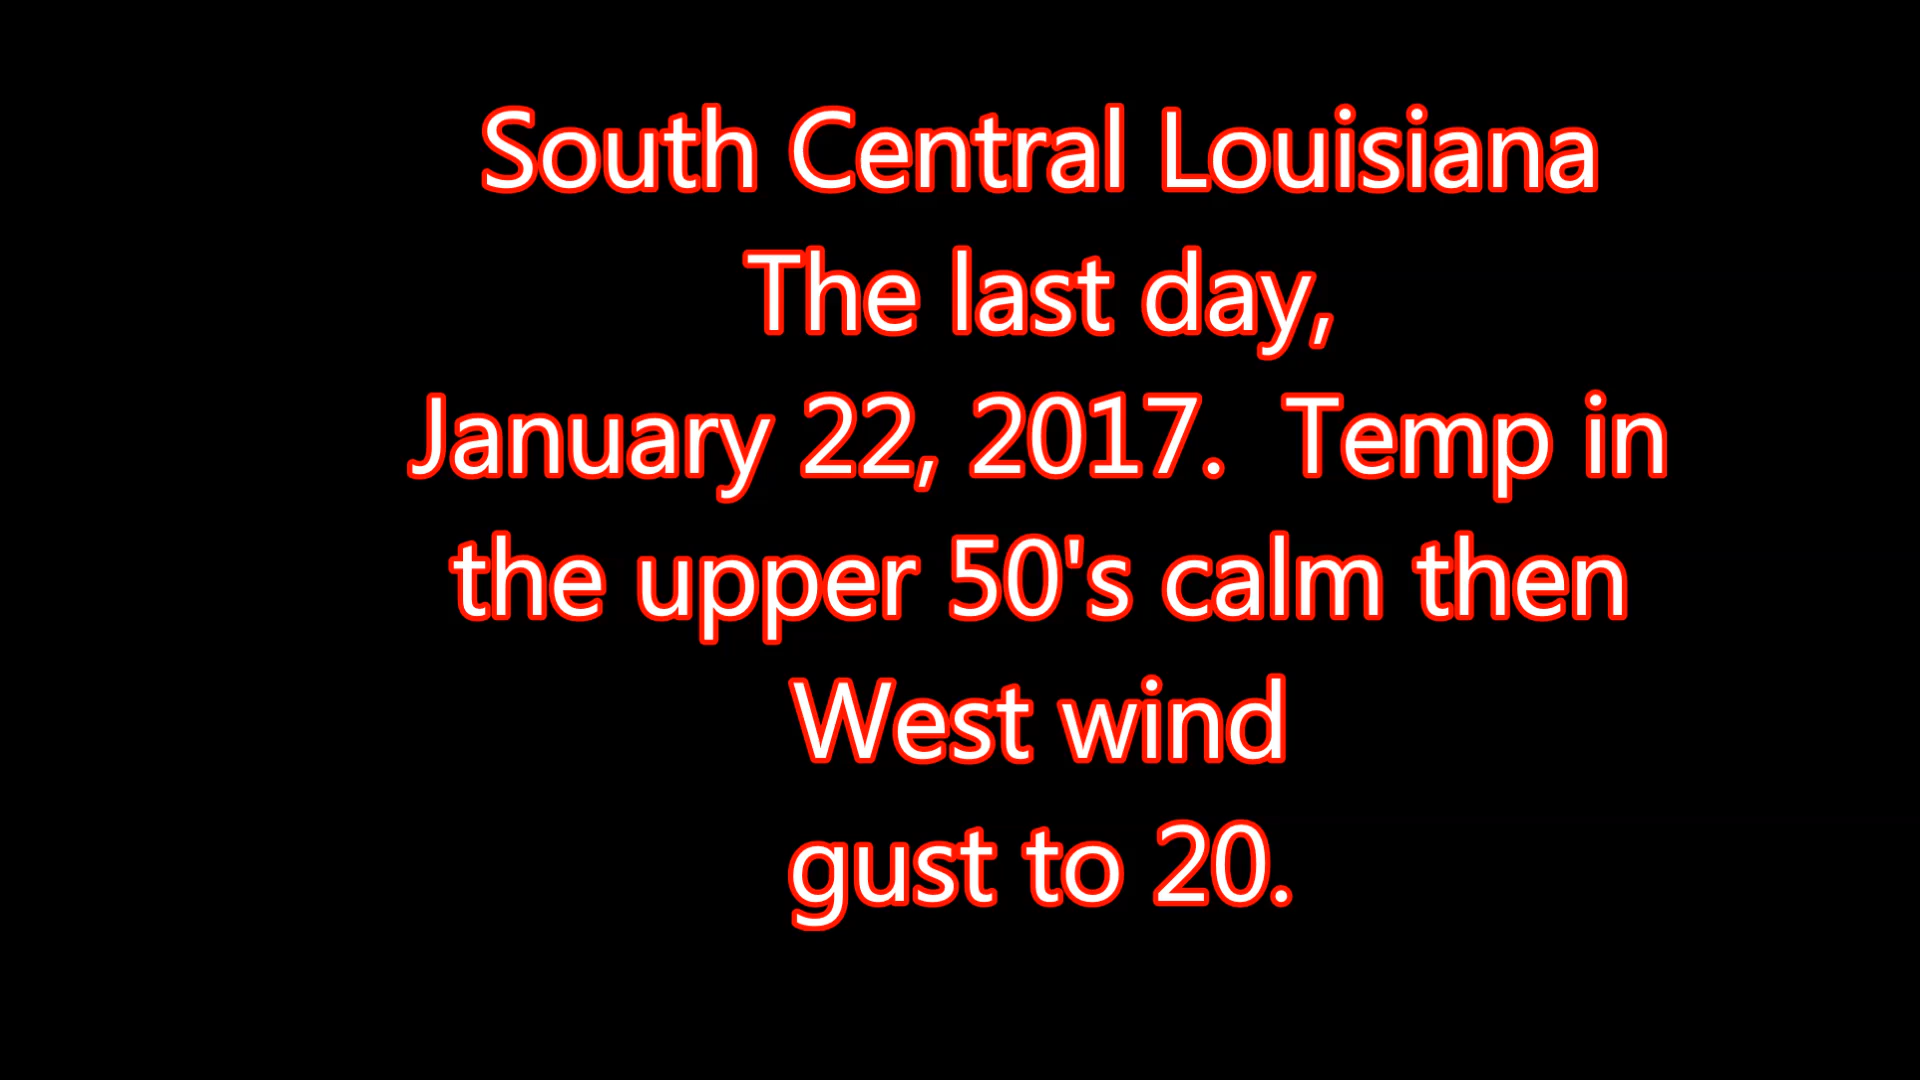 South Central Louisiana
The last day,
January 22, 2017.  Temp in
the upper 50's calm then
West wind
gust to 20.